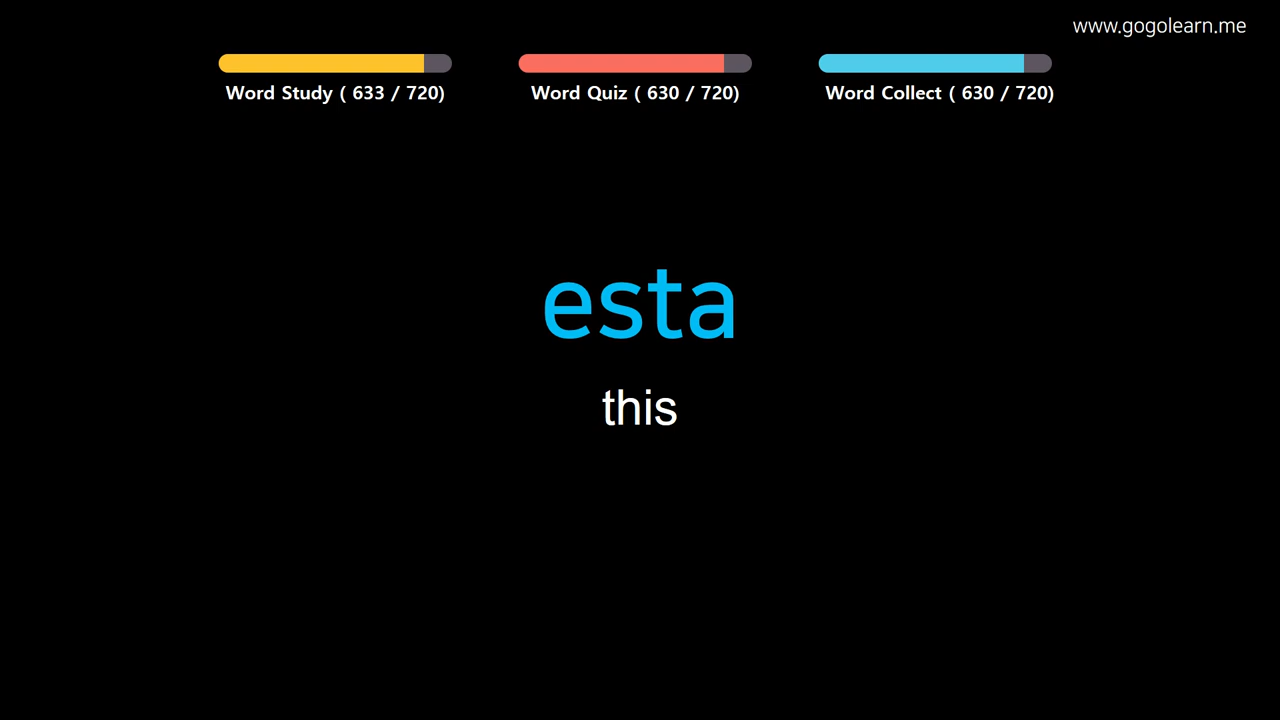 www.gogolearn.me
Word Study ( 633 / 720)
Word Quiz ( 630 / 720)
Word Collect ( 630 / 720)
esta
this